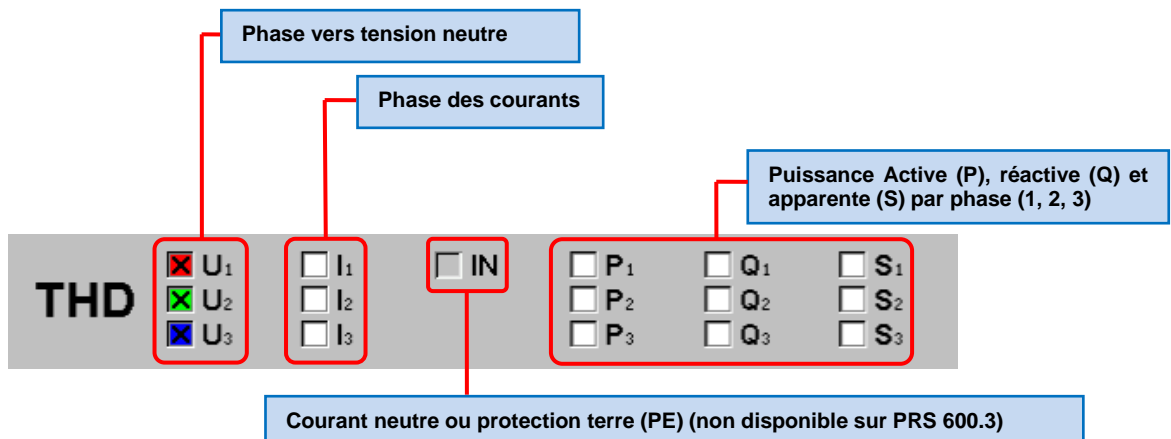 Phase vers tension neutre
Phase des courants
Puissance Active (P), réactive (Q) et
apparente (S) par phase (1, 2, 3)
THD
U1 I1 IN P1 Q1 S1
U2 I2 P2 Q2 S2
U3 I3 P3 Q3 S3
Courant neutre ou protection terre (PE) (non disponible sur PRS 600.3)